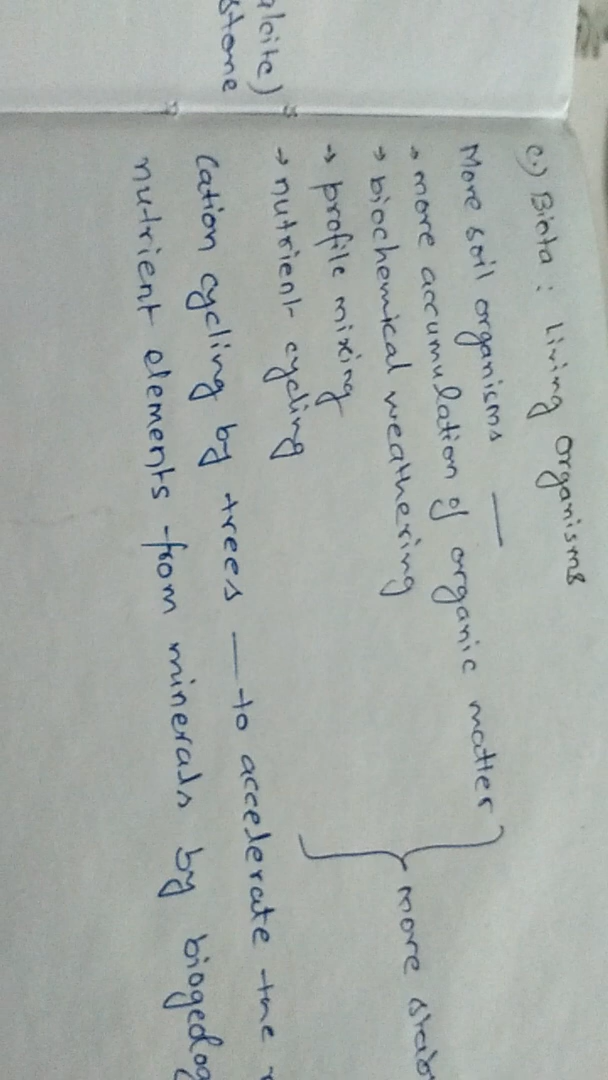 c.) Biota : Living organisms
More soil organisms —
→ more accumulation of organic matter
→ biochemical weathering
→ profile mixing
→ nutrient cycling
more
Cation cycling by trees — to accelerate the
nutrient elements from minerals by
alcite)
stone